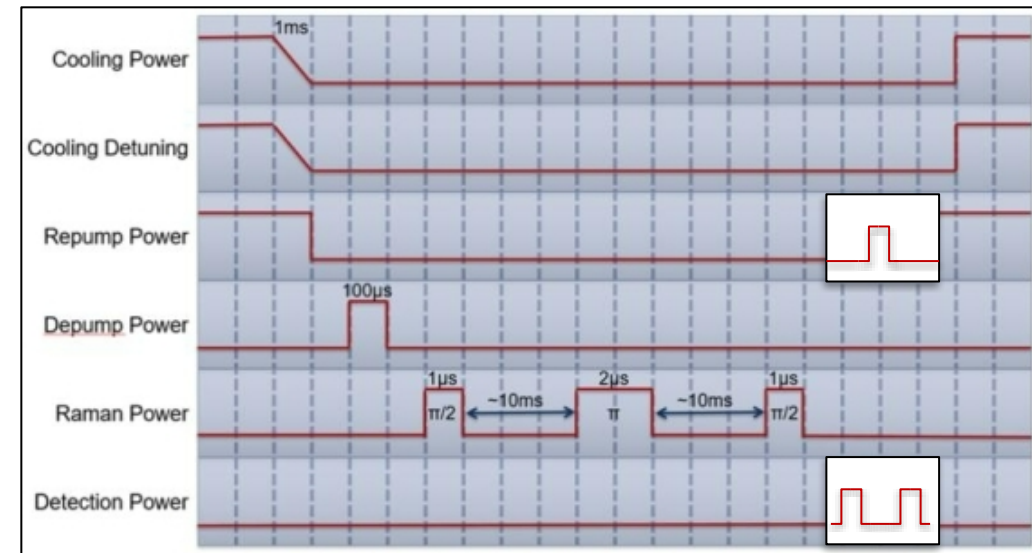 1ms
Cooling Power
Cooling Detuning
Repump Power
100μs
Depump Power
1μs 2μs 1μs
~10ms ~10ms
Raman Power π/2 π π/2
Detection Power